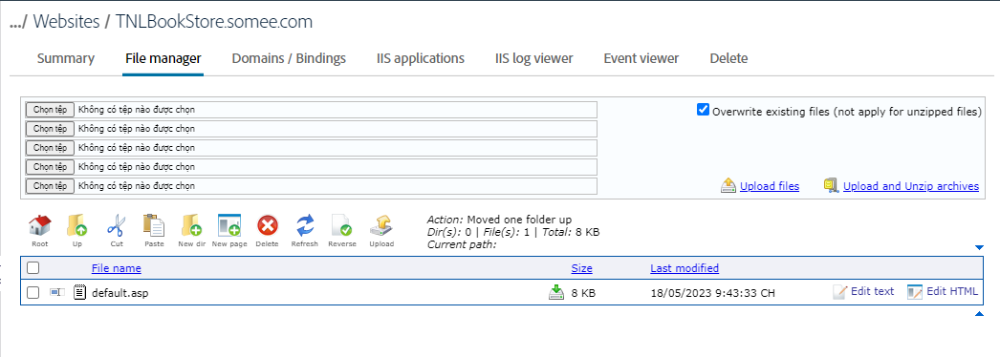 .../ Websites / TNLBookStore.somee.com
Summary File manager Domains / Bindings IIS applications IIS log viewer Event viewer Delete
Chọn tệp Không có tệp nào được chọn
Overwrite existing files (not apply for unzipped files)
Chọn tệp Không có tệp nào được chọn
Chọn tệp Không có tệp nào được chọn
Chọn tệp Không có tệp nào được chọn
Chọn tệp Không có tệp nào được chọn
Upload files Upload and Unzip archives
Root Up Cut Paste New dir New page Delete Refresh Reverse Upload
Action: Moved one folder up
Dir(s): 0 | File(s): 1 | Total: 8 KB
Current path:
File name Size Last modified
default.asp 8 KB 18/05/2023 9:43:33 CH Edit text Edit HTML